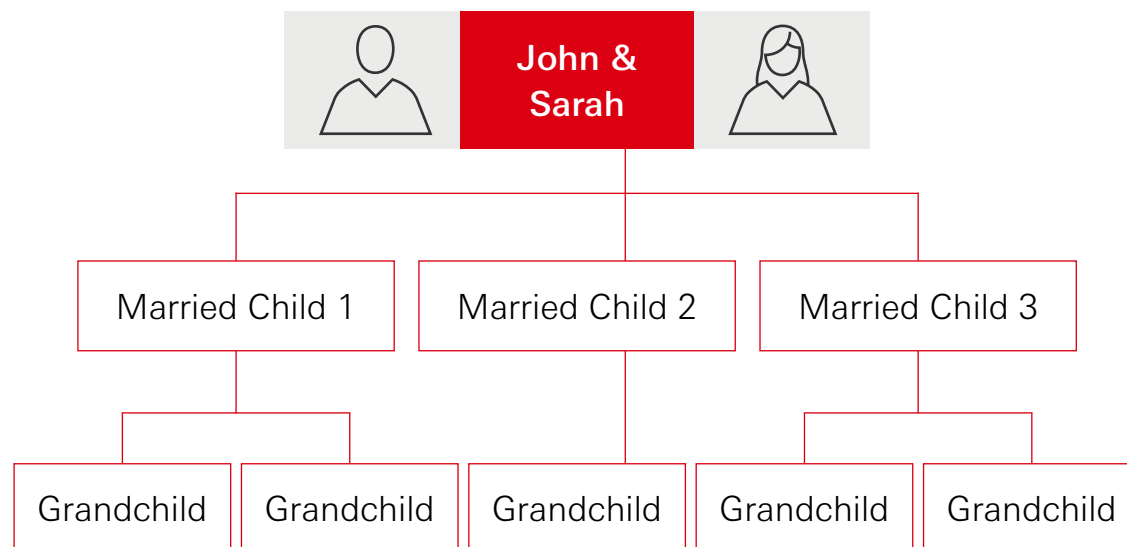 John &
Sarah
Married Child 1
Married Child 2
Married Child 3
Grandchild
Grandchild
Grandchild
Grandchild
Grandchild